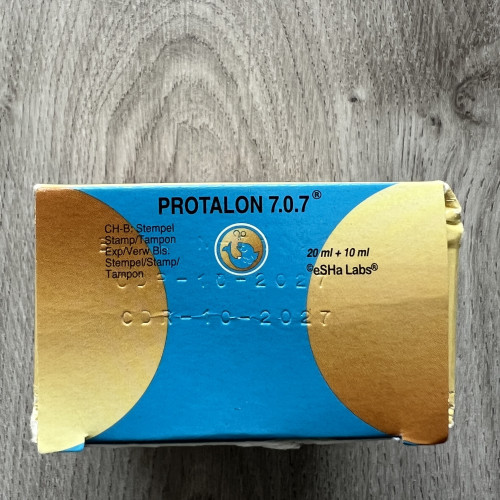 PROTALON 7.0.7®
CH-B: Stempel
Stamp/Tampon
Exp/Verw Bis:
Stempel/Stamp/
Tampon
20 ml + 10 ml
©eSHa Labs®
CDR-10-2027